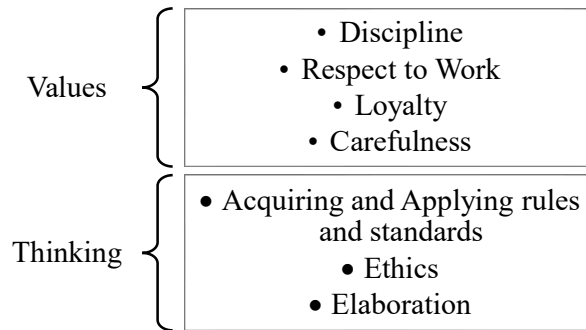 Values
• Discipline
• Respect to Work
• Loyalty
• Carefulness
Thinking
● Acquiring and Applying rules
and standards
● Ethics
● Elaboration